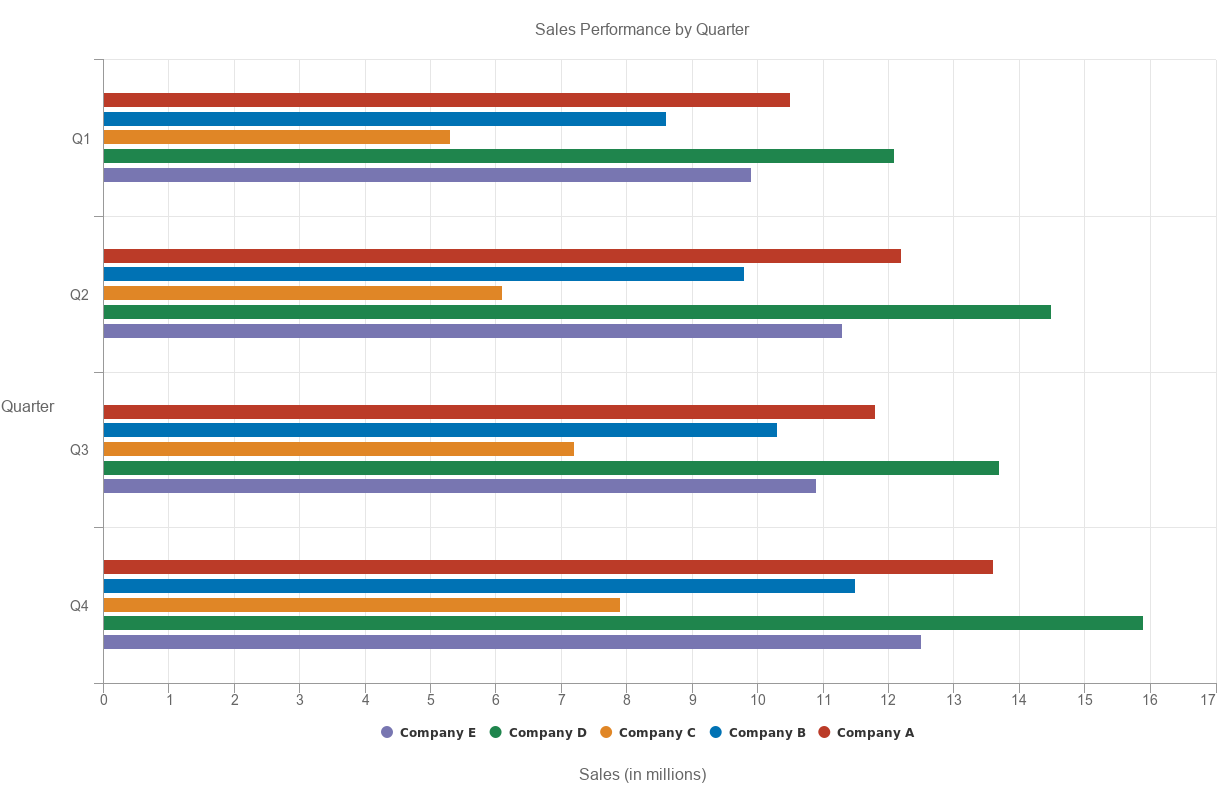 Sales Performance by Quarter
Q1
Q2
Quarter
Q3
Q4
0 1 2 3 4 5 6 7 8 9 10 11 12 13 14 15 16 17
Company E Company D Company C Company B Company A
Sales (in millions)